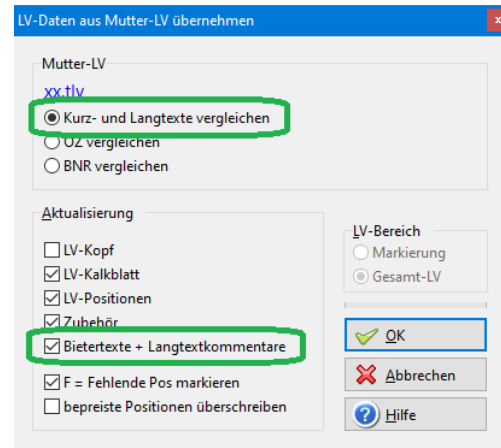 LV-Daten aus Mutter-LV übernehmen
Mutter-LV
xx.tlv
Kurz- und Langtexte vergleichen
OZ vergleichen
BNR vergleichen
Aktualisierung
LV-Kopf
LV-Kalkblatt
LV-Positionen
Zubehör
Bietertexte + Langtextkommentare
F = Fehlende Pos markieren
bepreiste Positionen überschreiben
LV-Bereich
Markierung
Gesamt-LV
OK
Abbrechen
Hilfe